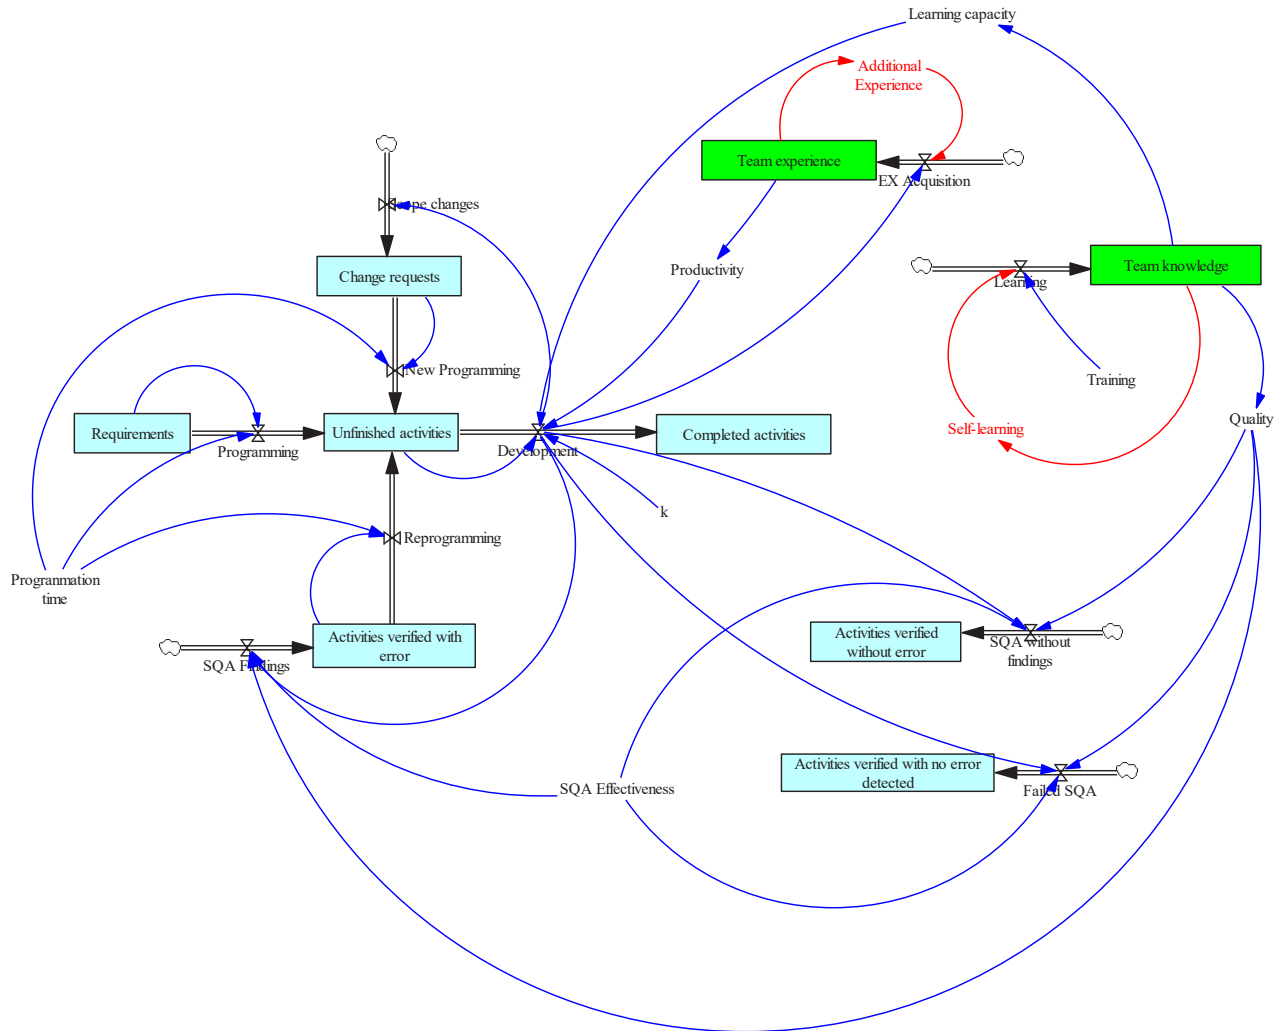 Learning capacity
Additional
Experience
Team experience
EX Acquisition
Scope changes
Change requests
Productivity
Team knowledge
Learning
New Programming
Training
Requirements
Programming
Unfinished activities
Development
Completed activities
Self-learning
Quality
k
Reprogramming
Progranmation
time
Activities verified with
error
SQA Findings
Activities verified
without error
SQA without
findings
Activities verified with no error
detected
Failed SQA
SQA Effectiveness